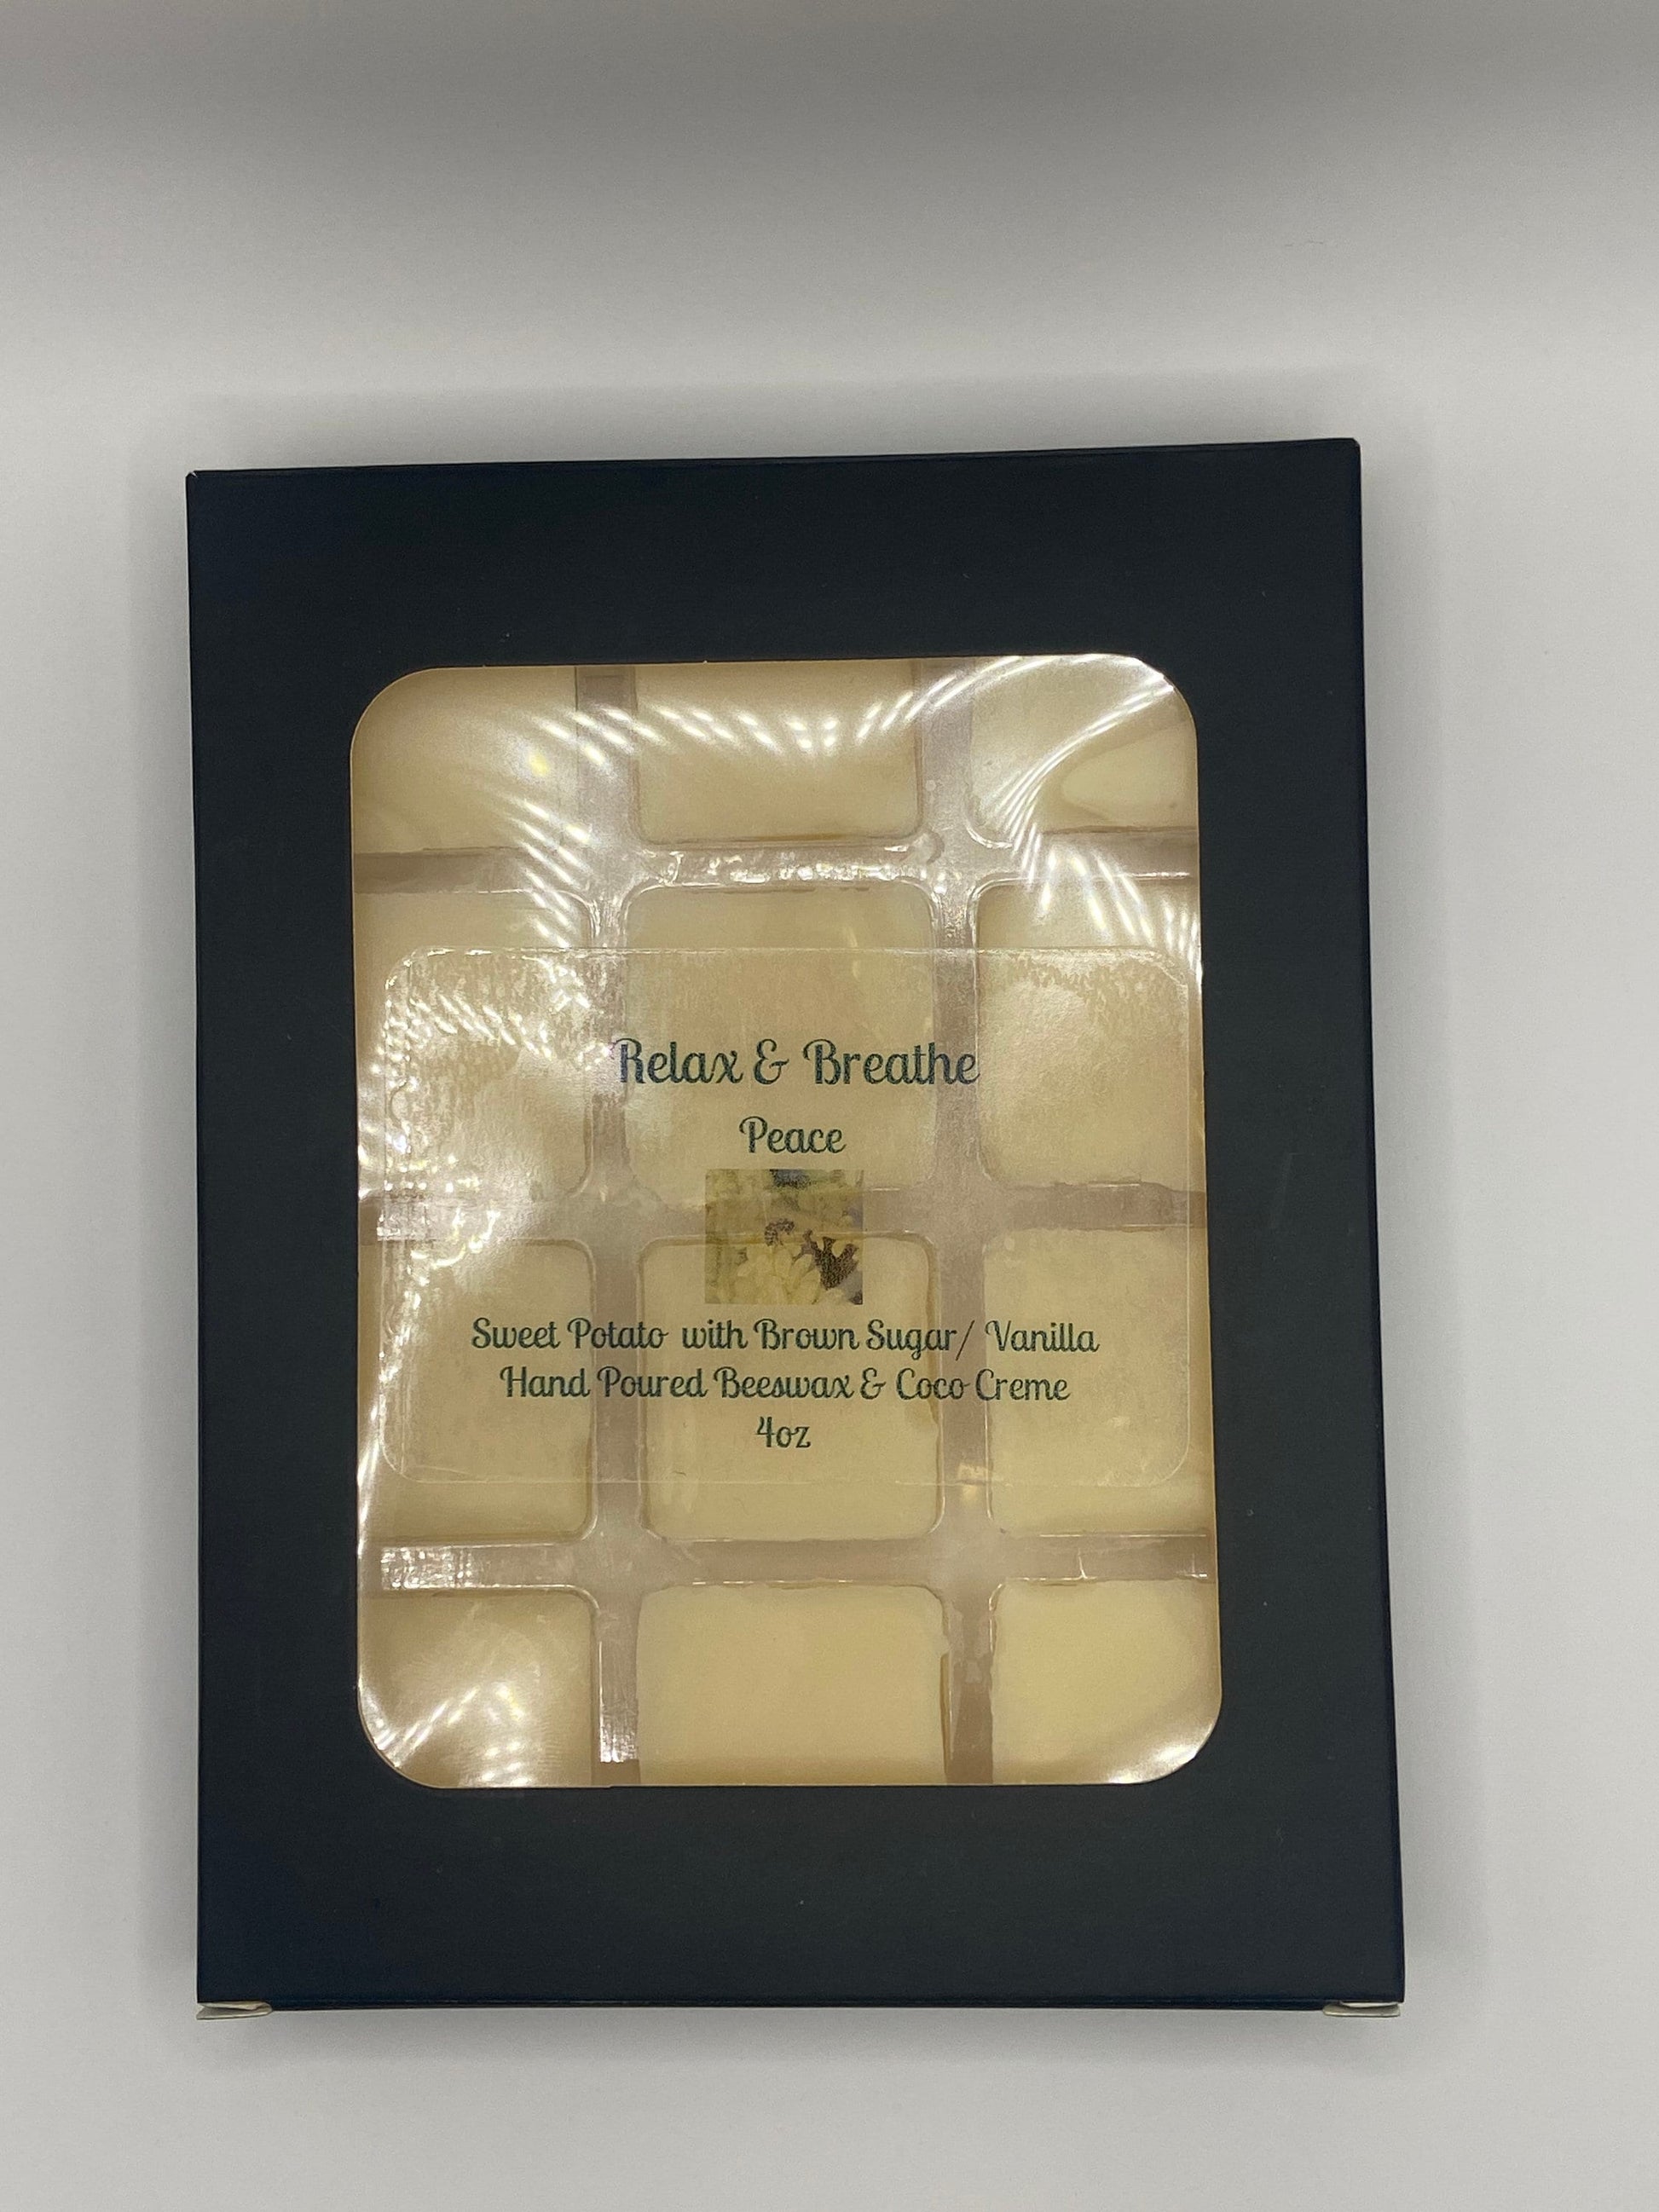 Relax & Breathe
Peace
Sweet Potato with Brown Sugar/ Vanilla
Hand Poured Beeswax & Coco Creme
4oz